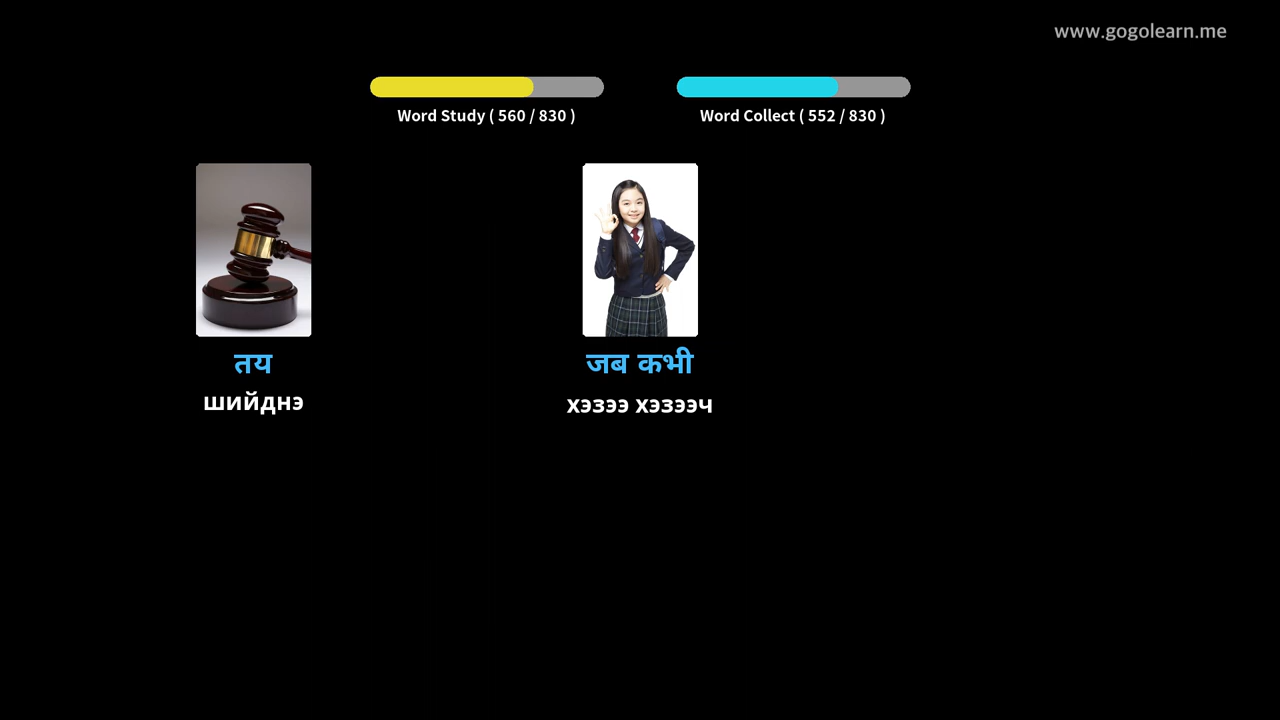 www.gogolearn.me
Word Study ( 560 / 830 )
Word Collect ( 552 / 830 )
तय
шийднэ
जब कभी
хэзээ хэзээч